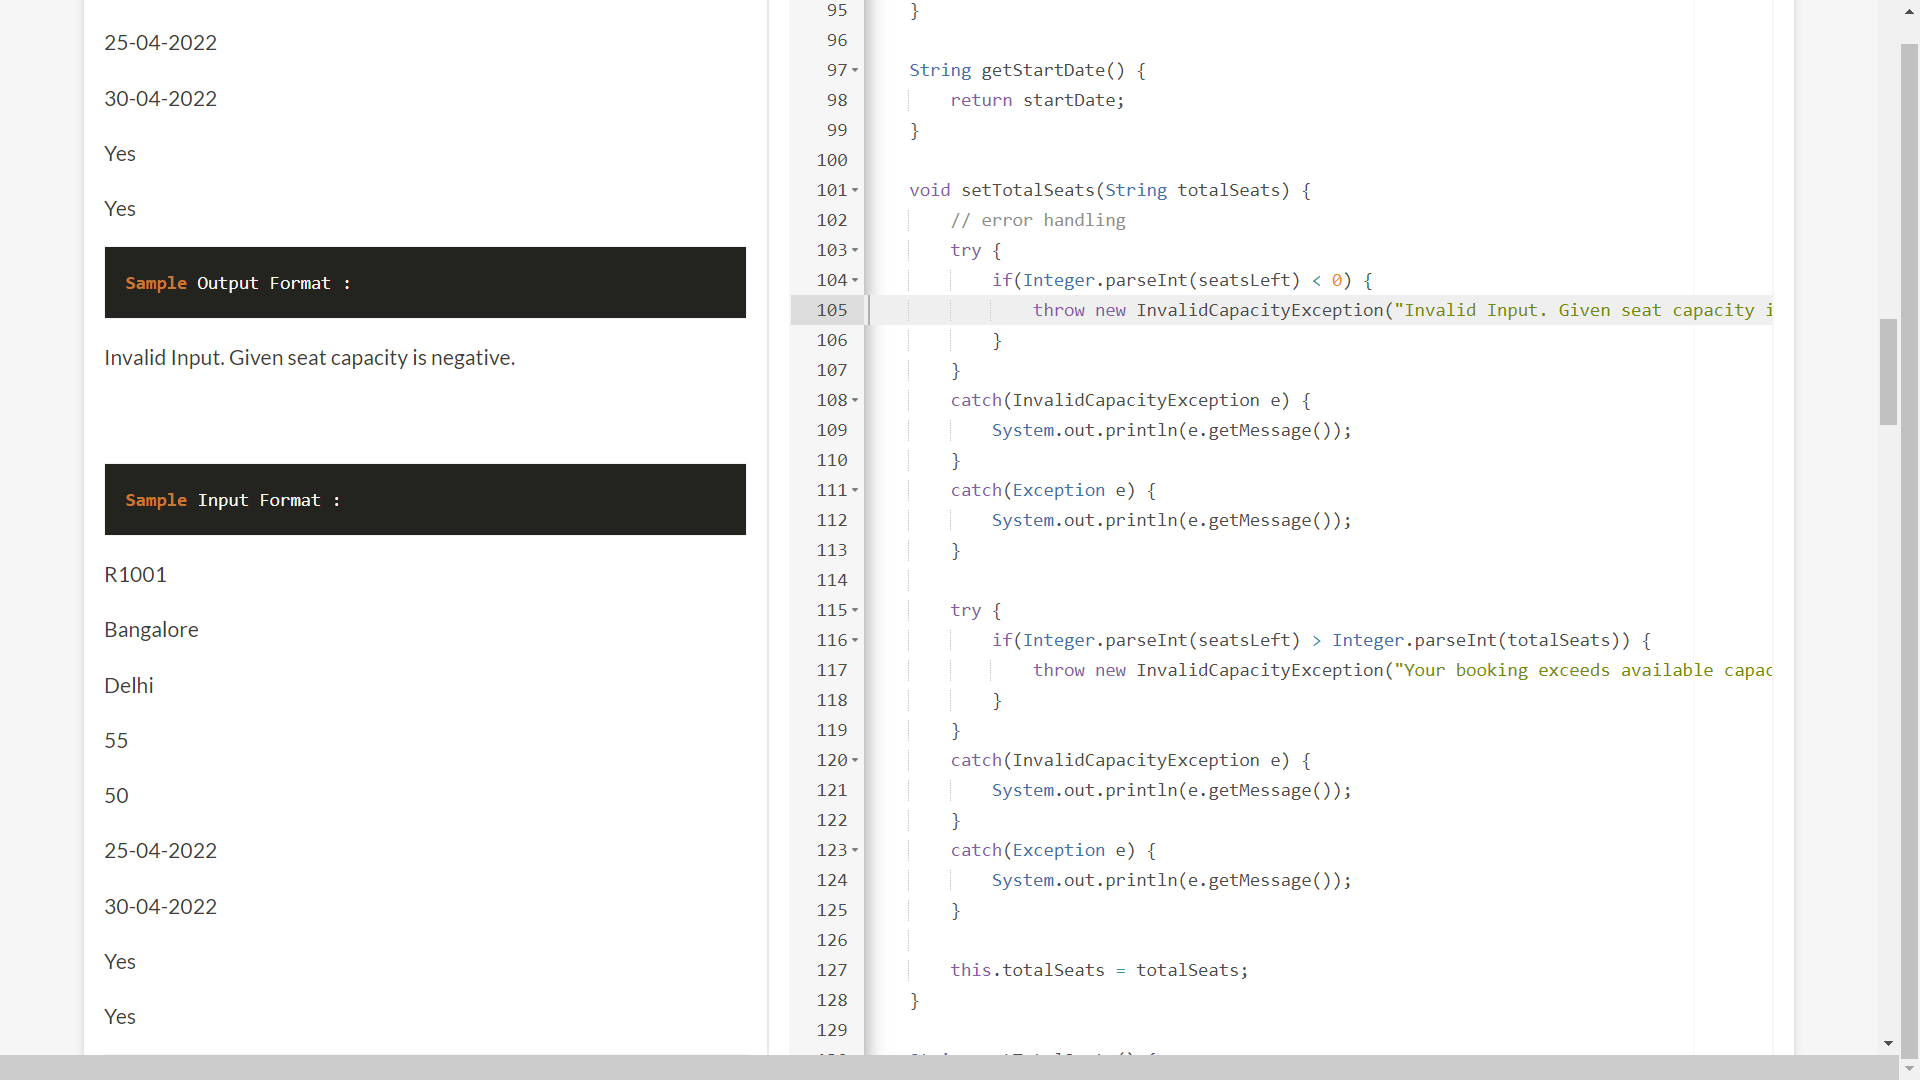 25-04-2022
30-04-2022
Yes
Yes
Sample Output Format :
Invalid Input. Given seat capacity is negative.
Sample Input Format :
R1001
Bangalore
Delhi
55
50
25-04-2022
30-04-2022
Yes
Yes
95 }
96
97 String getStartDate() {
98 return startDate;
99 }
100
101 void setTotalSeats(String totalSeats) {
102 // error handling
103 try {
104 if(Integer.parseInt(seatsLeft) < 0) {
105 throw new InvalidCapacityException("Invalid Input. Given seat capacity i
106 }
107 }
108 catch(InvalidCapacityException e) {
109 System.out.println(e.getMessage());
110 }
111 catch(Exception e) {
112 System.out.println(e.getMessage());
113 }
114
115 try {
116 if(Integer.parseInt(seatsLeft) > Integer.parseInt(totalSeats)) {
117 throw new InvalidCapacityException("Your booking exceeds available capac
118 }
119 }
120 catch(InvalidCapacityException e) {
121 System.out.println(e.getMessage());
122 }
123 catch(Exception e) {
124 System.out.println(e.getMessage());
125 }
126
127 this.totalSeats = totalSeats;
128 }
129